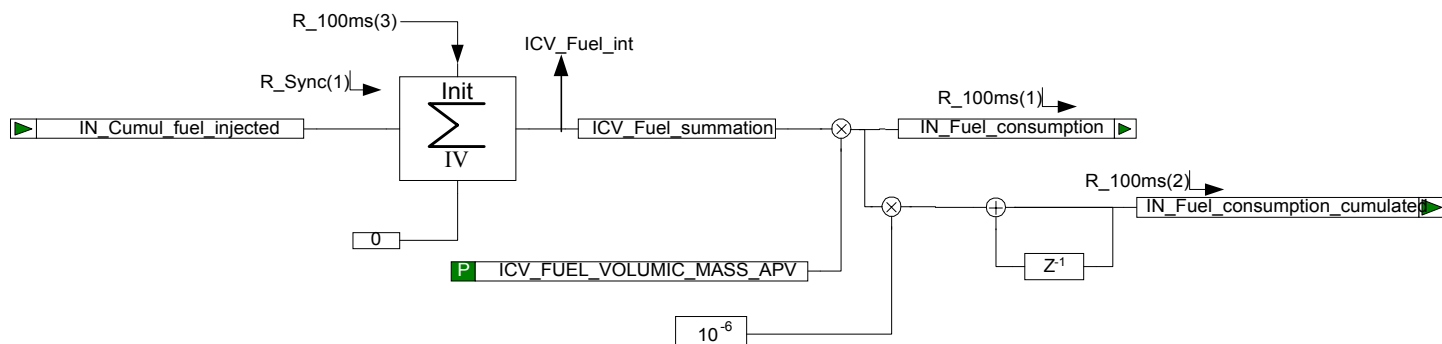 R_100ms(3)
ICV_Fuel_int
R_Sync(1)
Init
R_100ms(1)
IN_Cumul_fuel_injected
Σ
ICV_Fuel_summation
IN_Fuel_consumption
IV
R_100ms(2)
IN_Fuel_consumption_cumulated
0
P ICV_FUEL_VOLUMIC_MASS_APV
Z⁻¹
10⁻⁶